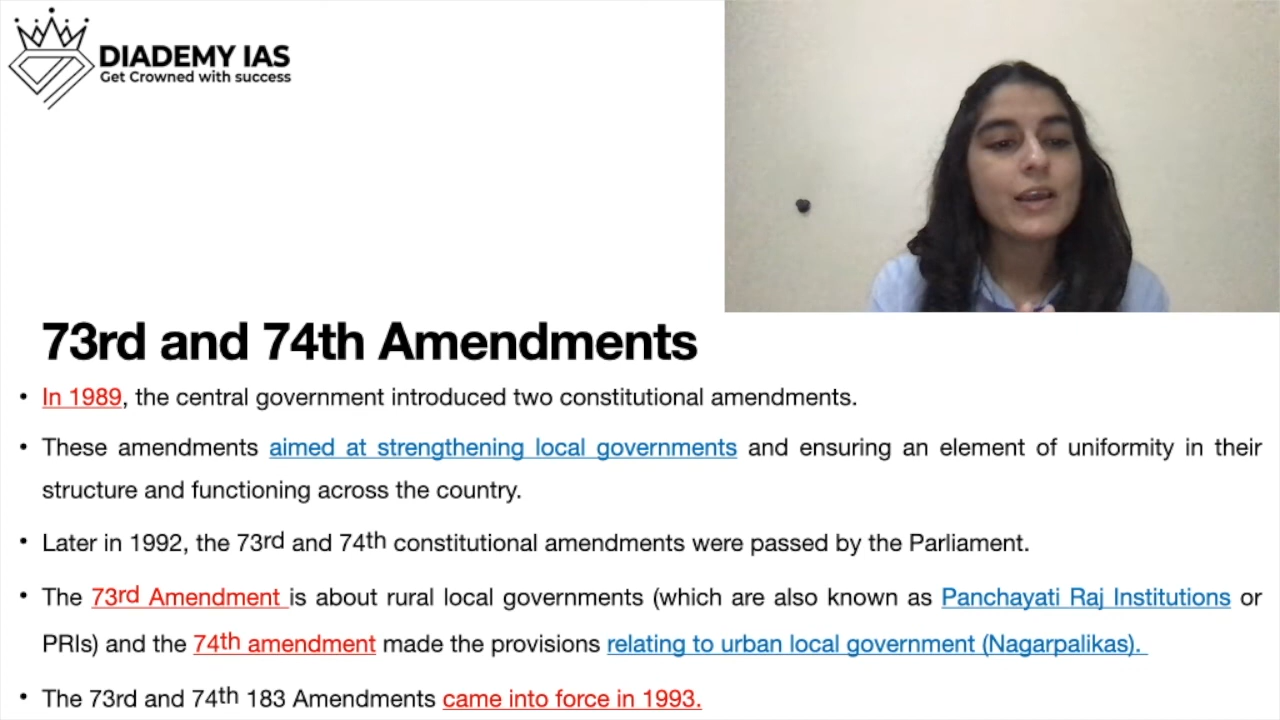 DIADEMY IAS
Get Crowned with success
73rd and 74th Amendments
• In 1989, the central government introduced two constitutional amendments.
• These amendments aimed at strengthening local governments and ensuring an element of uniformity in their
structure and functioning across the country.
• Later in 1992, the 73rd and 74th constitutional amendments were passed by the Parliament.
• The 73rd Amendment is about rural local governments (which are also known as Panchayati Raj Institutions or
PRIs) and the 74th amendment made the provisions relating to urban local government (Nagarpalikas).
• The 73rd and 74th 183 Amendments came into force in 1993.